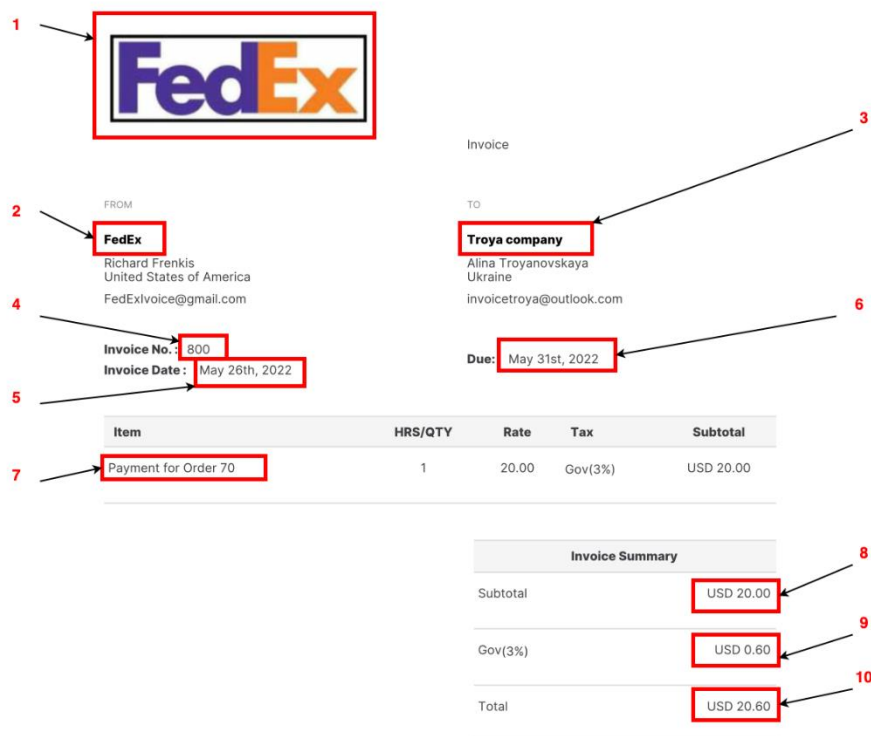 1
FedEx
3
Invoice
2
FROM
TO
FedEx
Troya company
Richard Frenkis
Alina Troyanovskaya
United States of America
Ukraine
FedExIvoice@gmail.com
invoicetroya@outlook.com
4
6
Invoice No. : 800
Due: May 31st, 2022
Invoice Date : May 26th, 2022
5
Item HRS/QTY Rate Tax Subtotal
7
Payment for Order 70 1 20.00 Gov(3%) USD 20.00
Invoice Summary
8
Subtotal USD 20.00
9
Gov(3%) USD 0.60
10
Total USD 20.60